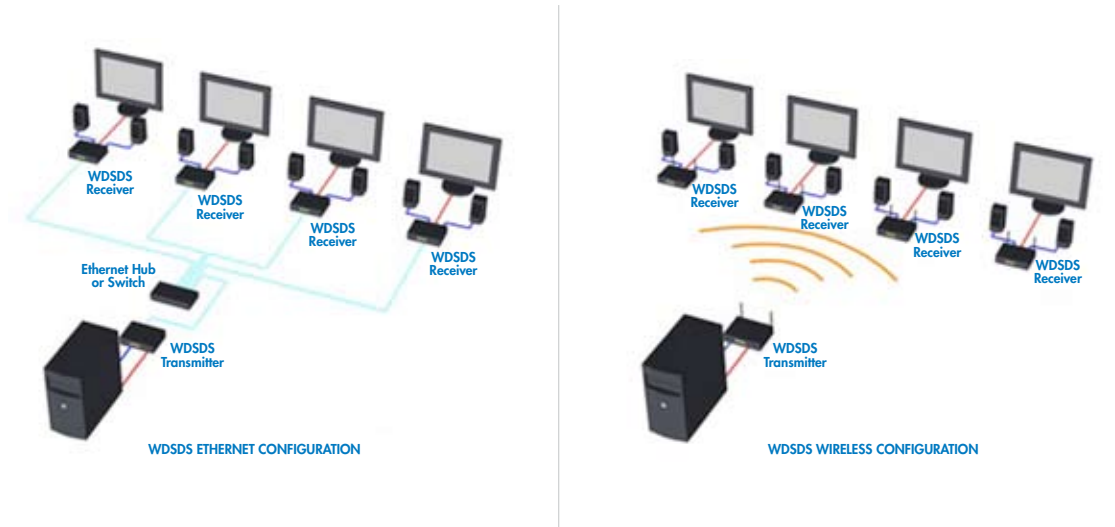 WDSDS
Receiver
WDSDS
Receiver
WDSDS
Receiver
WDSDS
Receiver
Ethernet Hub
or Switch
WDSDS
Transmitter
WDSDS ETHERNET CONFIGURATION
WDSDS
Receiver
WDSDS
Receiver
WDSDS
Receiver
WDSDS
Receiver
WDSDS
Transmitter
WDSDS WIRELESS CONFIGURATION